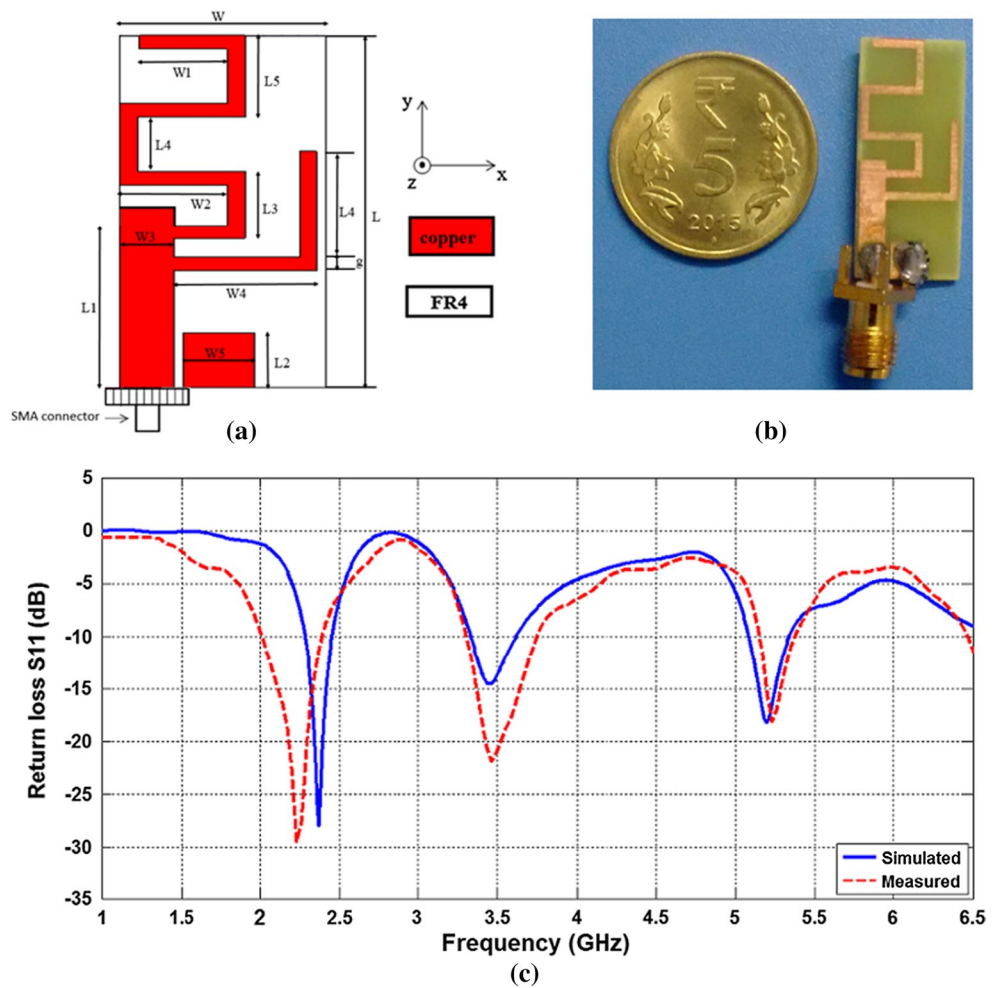 W
W1
L5
L4
W2
L3
L4
L
W3
g
W4
L1
W5
L2
SMA connector
y
x
z
copper
FR4
(a)
₹
5
2015
(b)
5
0
-5
-10
-15
-20
-25
-30
-35
Return loss S11 (dB)
1
1.5
2
2.5
3
3.5
4
4.5
5
5.5
6
6.5
Frequency (GHz)
Simulated
Measured
(c)